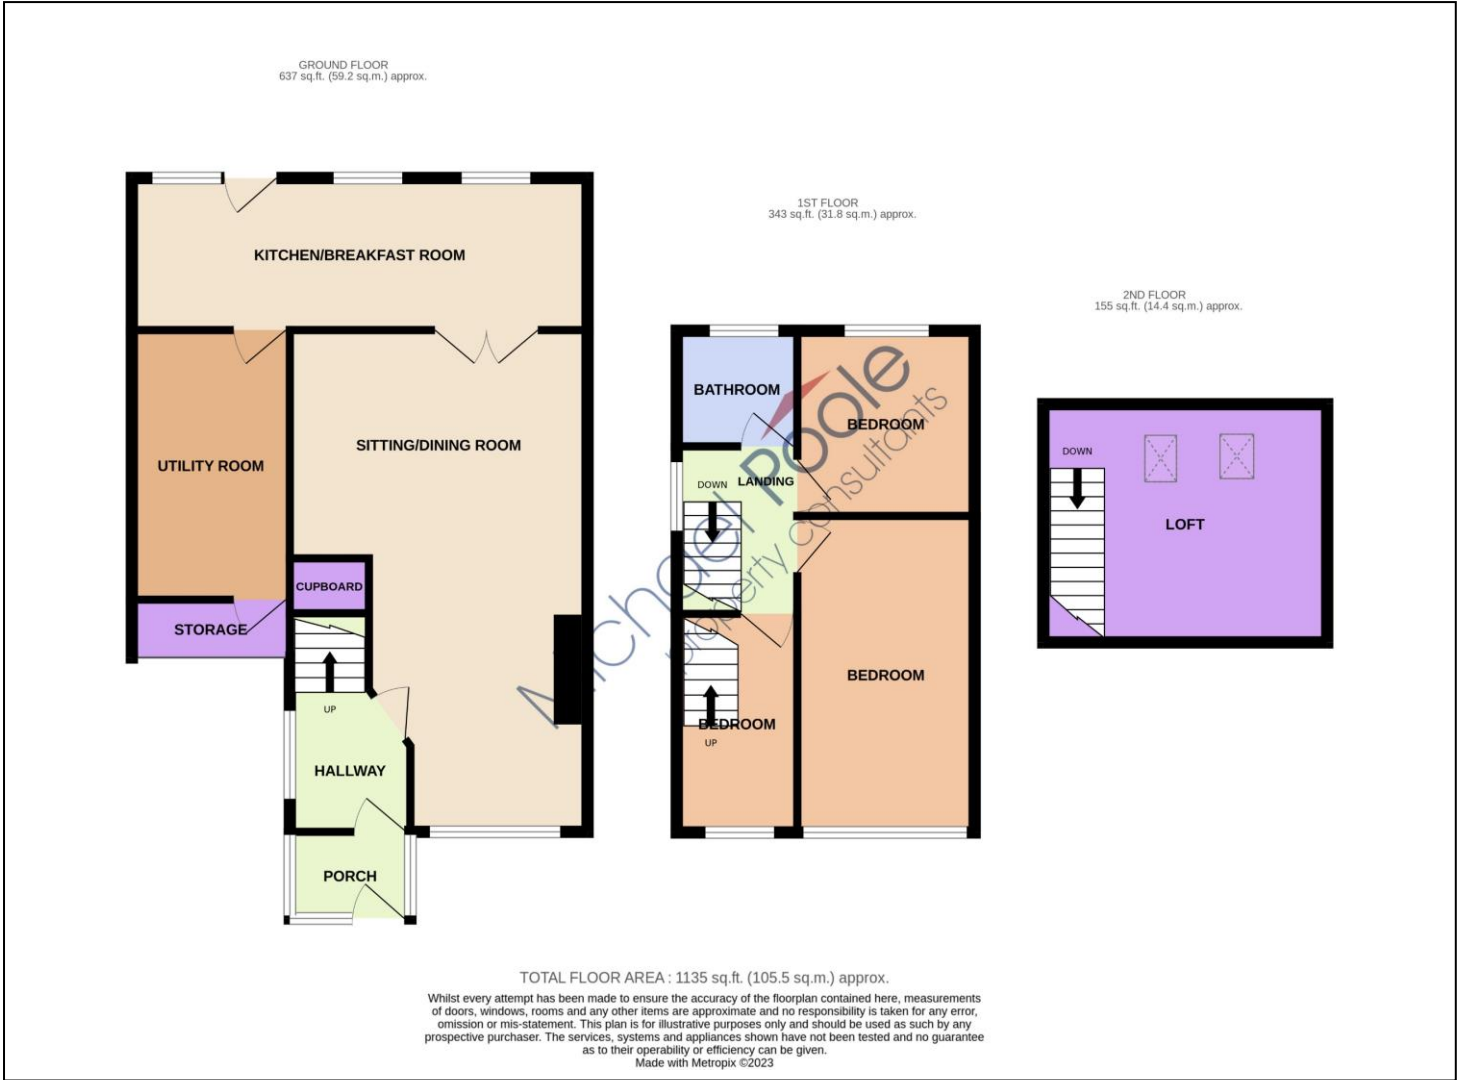 GROUND FLOOR
637 sq.ft. (59.2 sq.m.) approx.
KITCHEN/BREAKFAST ROOM
UTILITY ROOM
SITTING/DINING ROOM
CUPBOARD
STORAGE
UP
HALLWAY
PORCH
1ST FLOOR
343 sq.ft. (31.8 sq.m.) approx.
BATHROOM
BEDROOM
DOWN
LANDING
BEDROOM
BEDROOM
UP
2ND FLOOR
155 sq.ft. (14.4 sq.m.) approx.
DOWN
LOFT
Michael Poole
property consultants
TOTAL FLOOR AREA : 1135 sq.ft. (105.5 sq.m.) approx.
Whilst every attempt has been made to ensure the accuracy of the floorplan contained here, measurements
of doors, windows, rooms and any other items are approximate and no responsibility is taken for any error,
omission or mis-statement. This plan is for illustrative purposes only and should be used as such by any
prospective purchaser. The services, systems and appliances shown have not been tested and no guarantee
as to their operability or efficiency can be given.
Made with Metropix ©2023